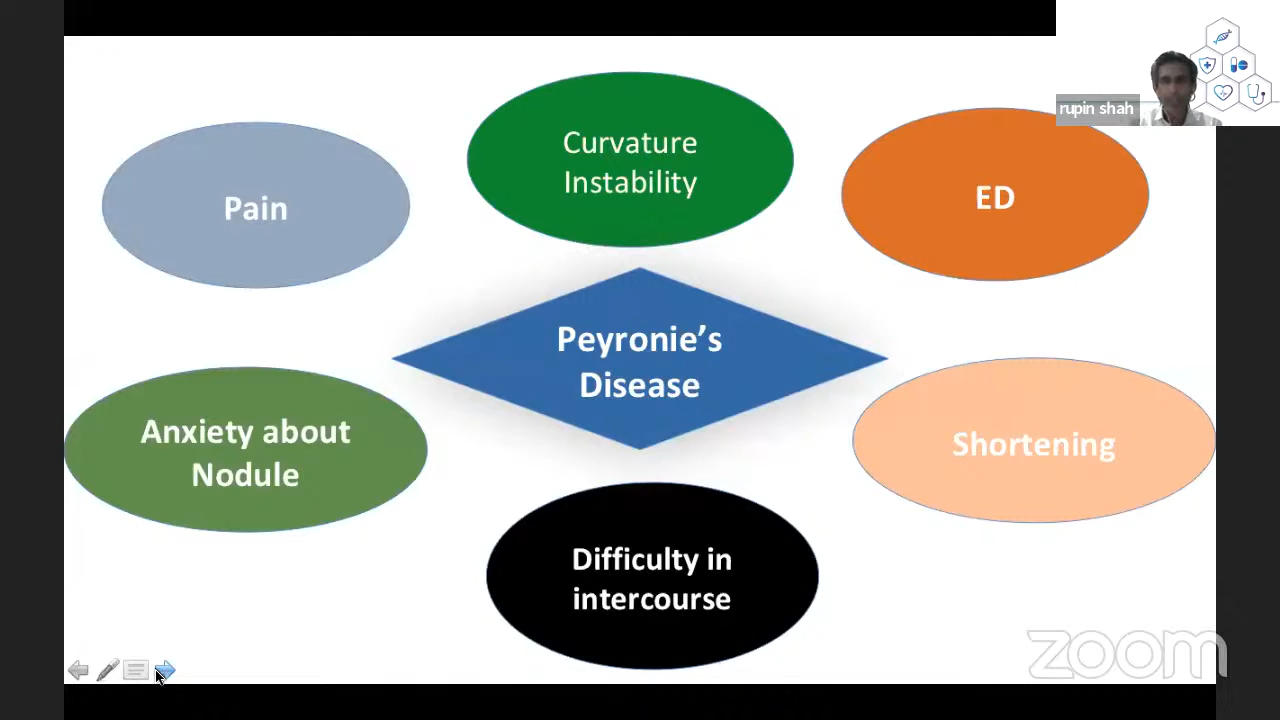 rupin shah
Curvature
Instability
Pain
ED
Peyronie’s
Disease
Anxiety about
Nodule
Shortening
Difficulty in
intercourse
zoom